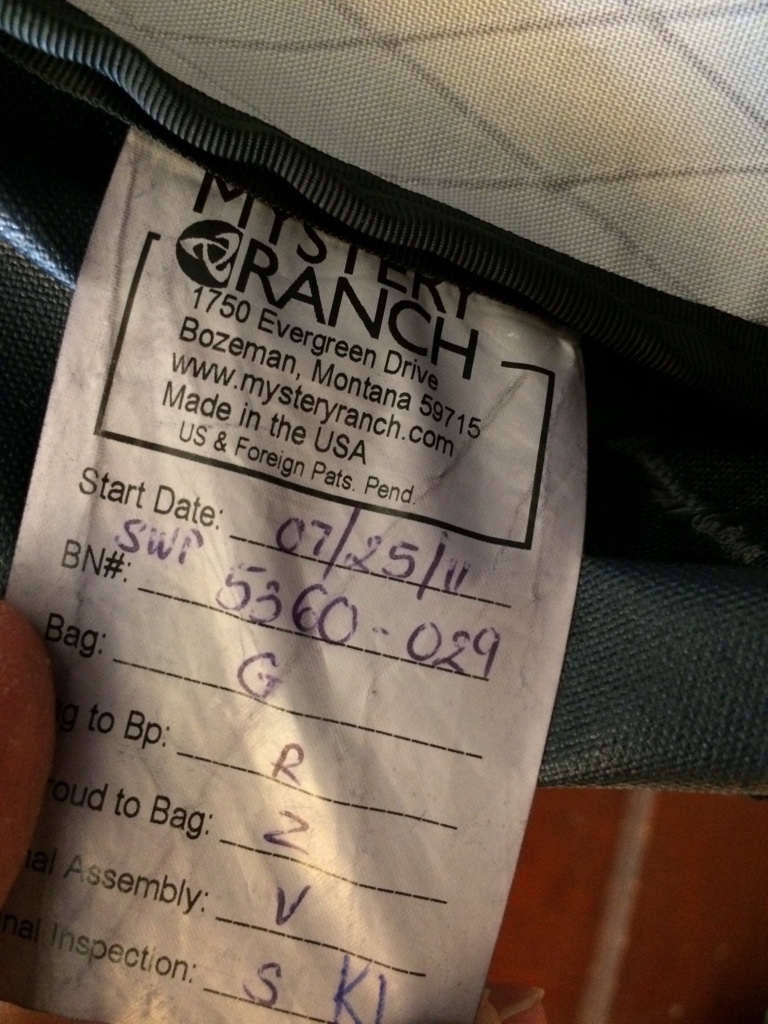 MYSTERY
RANCH
1750 Evergreen Drive
Bozeman, Montana 59715
www.mysteryranch.com
Made in the USA
US & Foreign Pats. Pend.
Start Date: 07/25/11
SWP
BN#: 5360-029
Bag: G
g to Bp: R
roud to Bag: Z
al Assembly: V
nal Inspection: S KJ